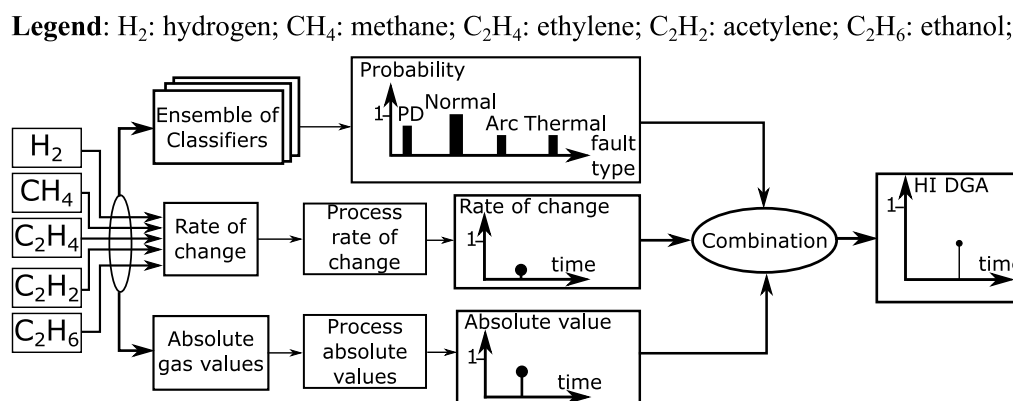 Legend: H₂: hydrogen; CH₄: methane; C₂H₄: ethylene; C₂H₂: acetylene; C₂H₆: ethanol;
H₂
CH₄
C₂H₄
C₂H₂
C₂H₆
Ensemble of
Classifiers
Probability
1
PD
Normal
Arc
Thermal
fault
type
Rate of
change
Process
rate of
change
Rate of change
1
time
Absolute
gas values
Process
absolute
values
Absolute value
1
time
Combination
HI DGA
1
time